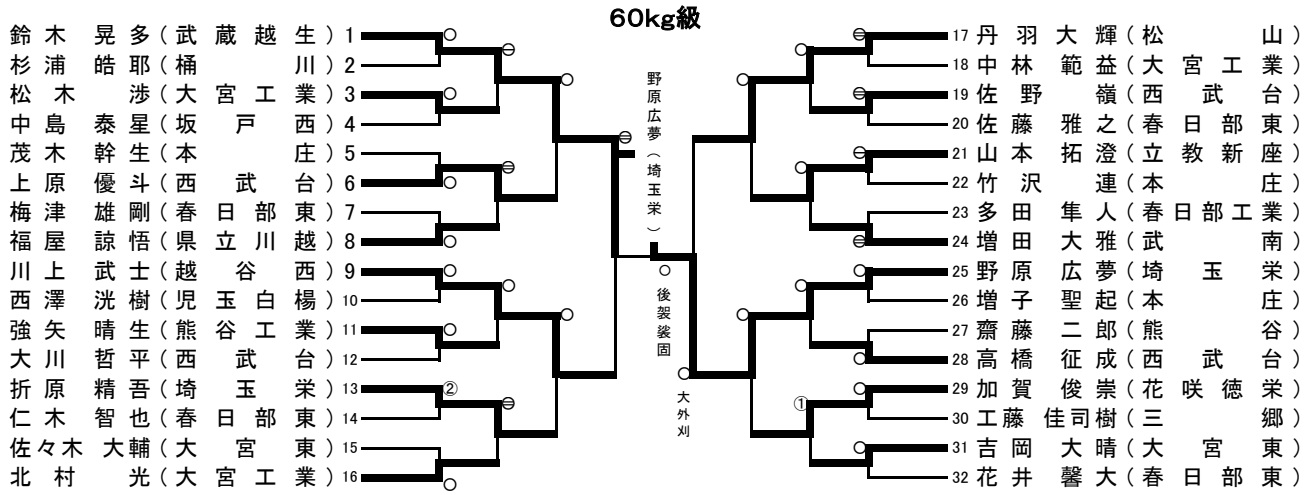 60kg級
鈴木晃多(武蔵越生) 1 ○
杉浦皓耶(桶川) 2
松木渉(大宮工業) 3 ○
中島泰星(坂戸西) 4
茂木幹生(本庄) 5
上原優斗(西武台) 6 ○
梅津雄剛(春日部東) 7
福屋諒悟(県立川越) 8 ○
川上武士(越谷西) 9 ○
西澤洸樹(児玉白楊) 10
強矢晴生(熊谷工業) 11 ○
大川哲平(西武台) 12
折原精吾(埼玉栄) 13 ②
仁木智也(春日部東) 14
佐々木大輔(大宮東) 15
北村光(大宮工業) 16 ○
野原広夢(埼玉栄)
○後袈裟固
○大外刈
①
17 丹羽大輝(松山)
18 中林範益(大宮工業)
19 佐野嶺(西武台)
20 佐藤雅之(春日部東)
21 山本拓澄(立教新座)
22 竹沢連(本庄)
23 多田隼人(春日部工業)
24 増田大雅(武南)
25 野原広夢(埼玉栄)
26 増子聖起(本庄)
27 齋藤二郎(熊谷)
28 高橋征成(西武台)
29 加賀俊崇(花咲徳栄)
30 工藤佳司樹(三郷)
31 吉岡大晴(大宮東)
32 花井馨大(春日部東)